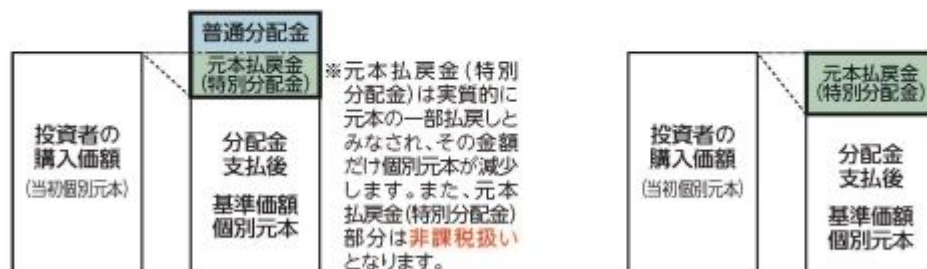 普通分配金
元本払戻金
(特別分配金)
投資者の
購入価額
(当初個別元本)
分配金
支払後
基準価額
個別元本
※元本払戻金(特別
分配金)は実質的に
元本の一部払戻しと
みなされ、その金額
だけ個別元本が減少
します。また、元本
払戻金(特別分配金)
部分は非課税扱い
となります。
投資者の
購入価額
(当初個別元本)
元本払戻金
(特別分配金)
分配金
支払後
基準価額
個別元本